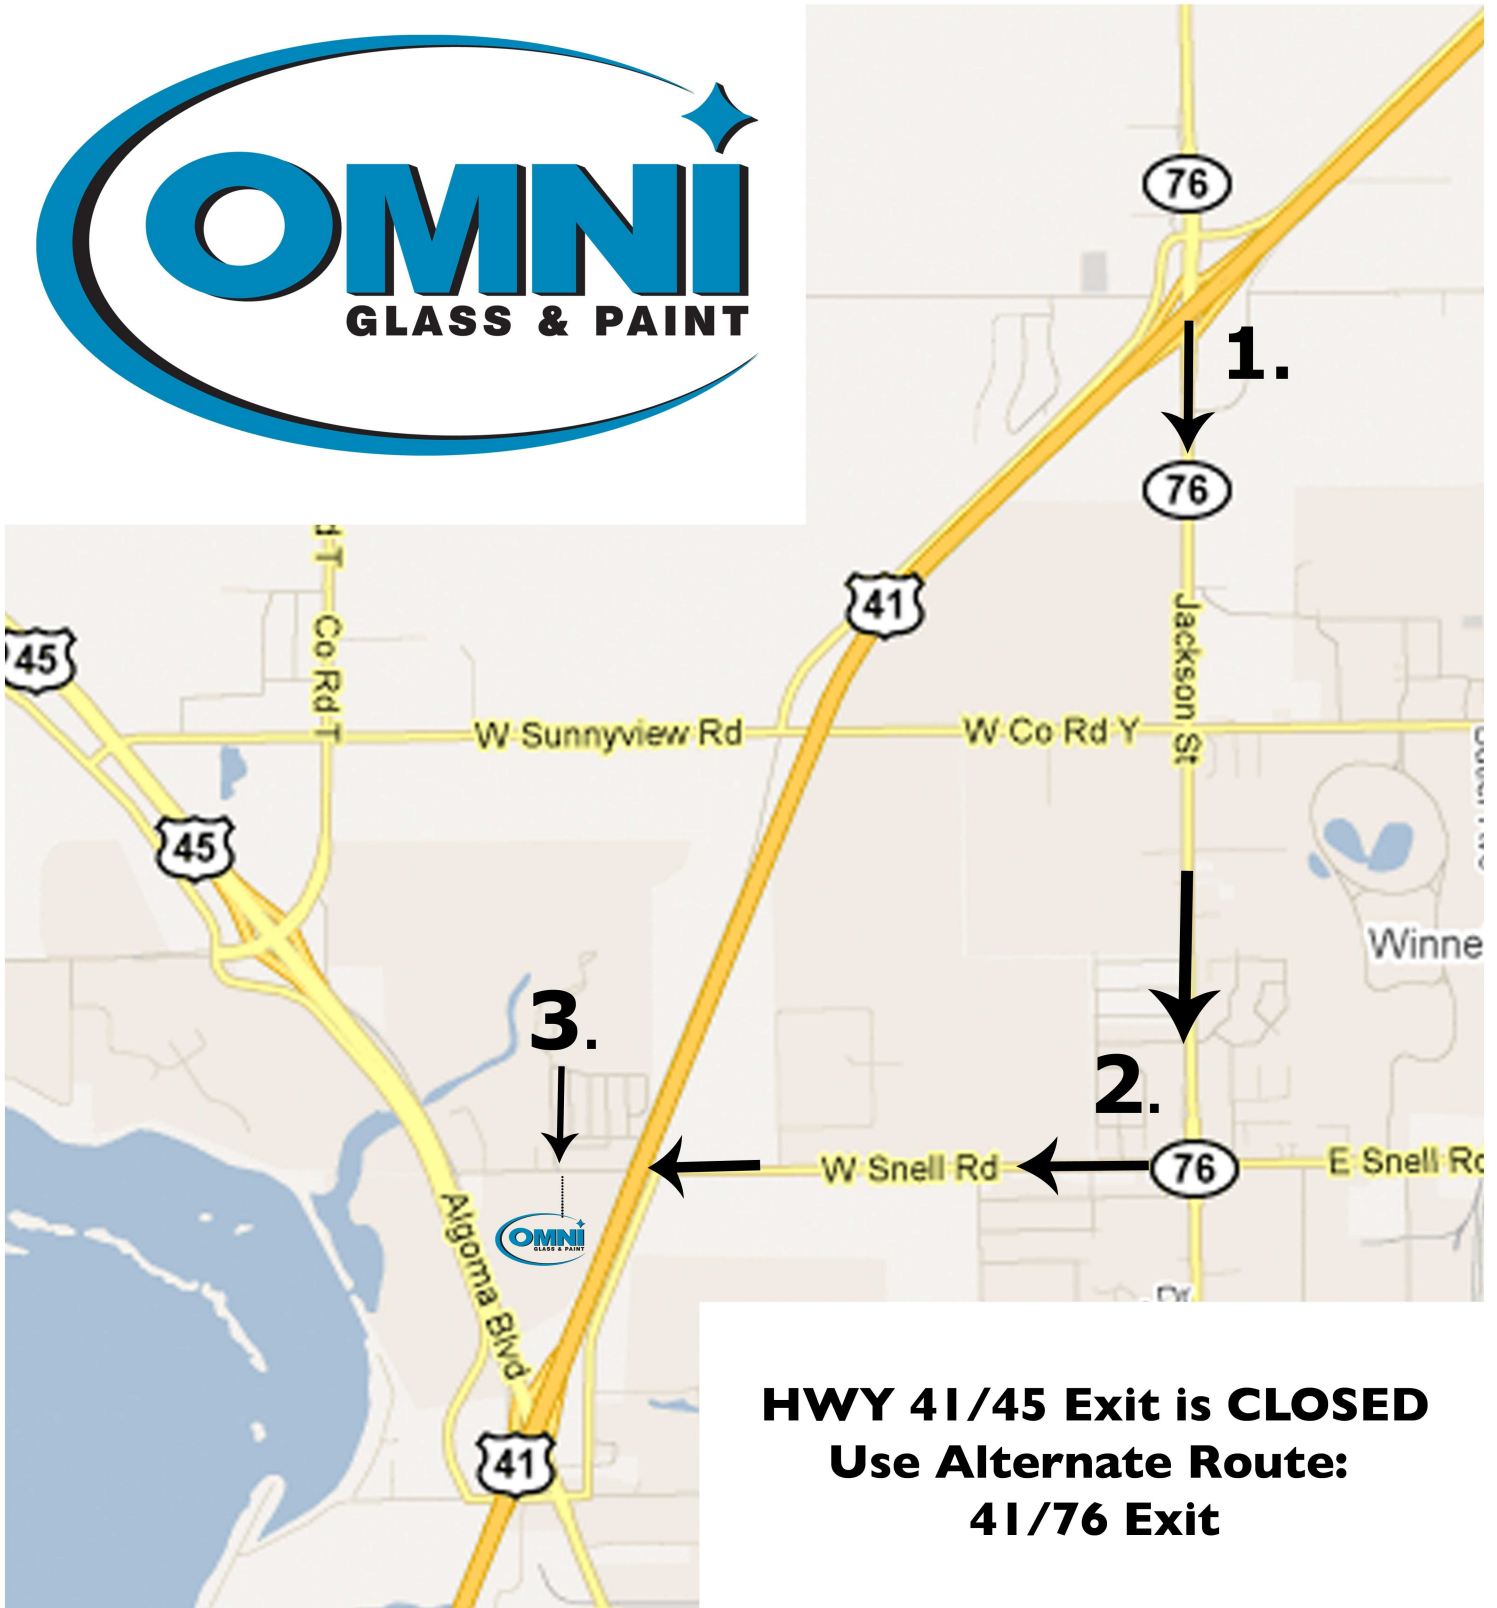 OMNI
GLASS & PAINT
76
1.
76
41
Jackson St
d T
Co Rd T
45
W Sunnyview Rd
W Co Rd Y
45
Winne
3.
2.
W Snell Rd
76
E Snell Rd
OMNI
GLASS & PAINT
Algoma Blvd
Dr
41
HWY 41/45 Exit is CLOSED
Use Alternate Route:
41/76 Exit